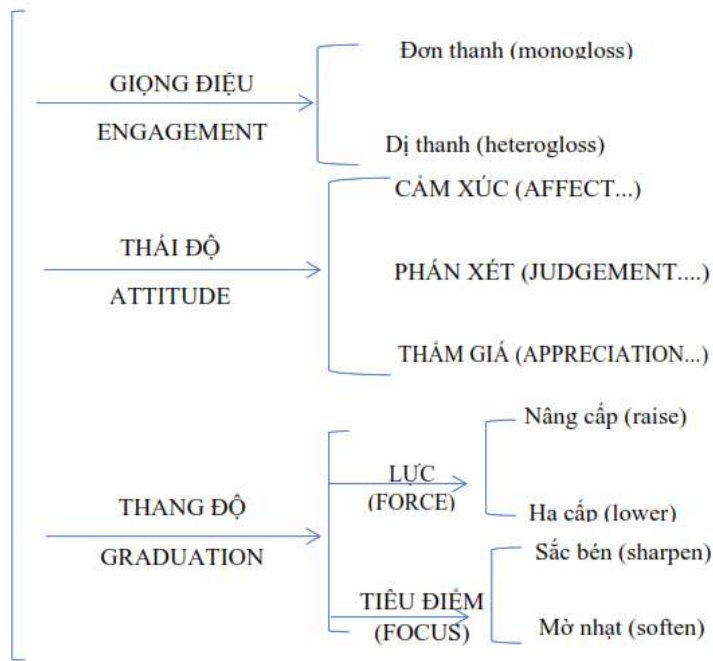 GIỌNG ĐIỆU
ENGAGEMENT
Đơn thanh (monogloss)
Dị thanh (heterogloss)
THÁI ĐỘ
ATTITUDE
CẢM XÚC (AFFECT...)
PHÁN XÉT (JUDGEMENT....)
THẨM GIÁ (APPRECIATION...)
THANG ĐỘ
GRADUATION
LỰC
(FORCE)
Nâng cấp (raise)
Hạ cấp (lower)
TIÊU ĐIỂM
(FOCUS)
Sắc bén (sharpen)
Mờ nhạt (soften)